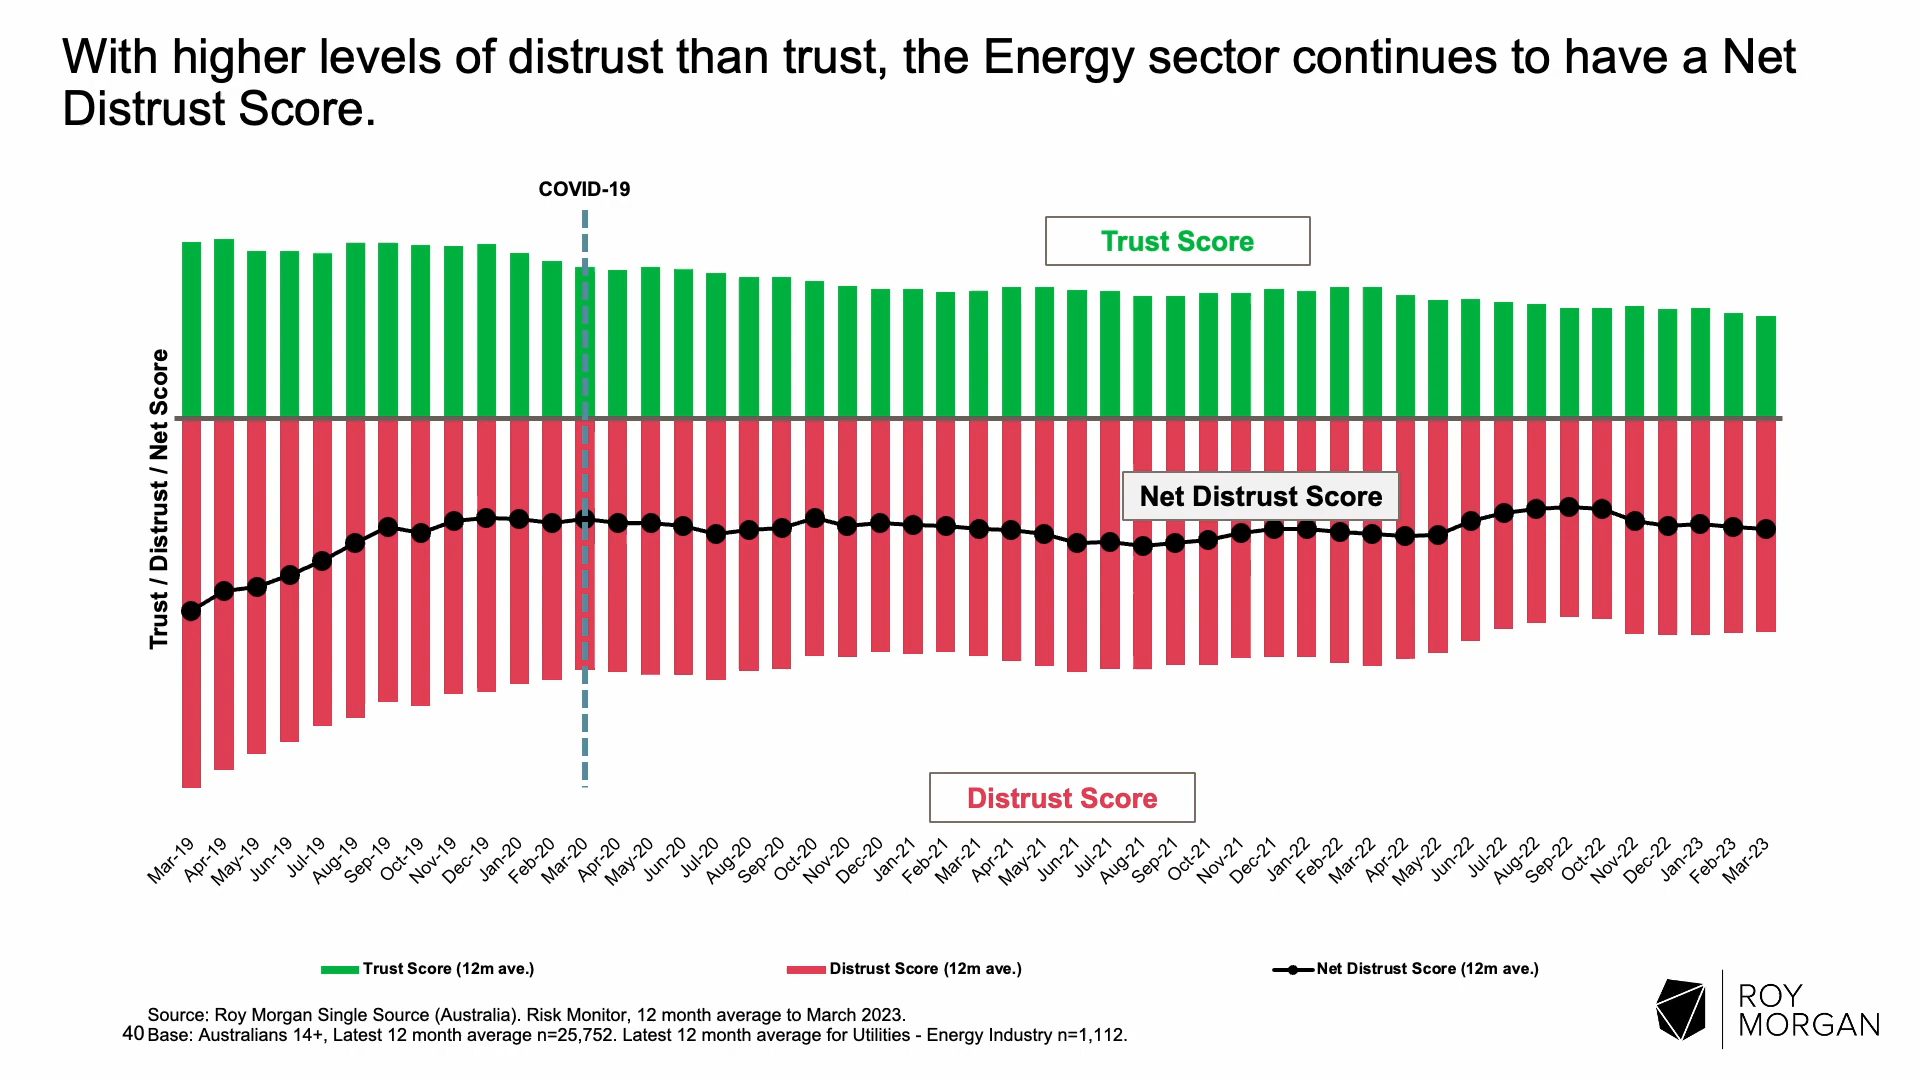 With higher levels of distrust than trust, the Energy sector continues to have a Net
Distrust Score.
COVID-19
Trust Score
Trust / Distrust / Net Score
Net Distrust Score
Distrust Score
Mar-19
Apr-19
May-19
Jun-19
Jul-19
Aug-19
Sep-19
Oct-19
Nov-19
Dec-19
Jan-20
Feb-20
Mar-20
Apr-20
May-20
Jun-20
Jul-20
Aug-20
Sep-20
Oct-20
Nov-20
Dec-20
Jan-21
Feb-21
Mar-21
Apr-21
May-21
Jun-21
Jul-21
Aug-21
Sep-21
Oct-21
Nov-21
Dec-21
Jan-22
Feb-22
Mar-22
Apr-22
May-22
Jun-22
Jul-22
Aug-22
Sep-22
Oct-22
Nov-22
Dec-22
Jan-23
Feb-23
Mar-23
Trust Score (12m ave.)
Distrust Score (12m ave.)
Net Distrust Score (12m ave.)
Source: Roy Morgan Single Source (Australia). Risk Monitor, 12 month average to March 2023.
40 Base: Australians 14+, Latest 12 month average n=25,752. Latest 12 month average for Utilities - Energy Industry n=1,112.
ROY
MORGAN